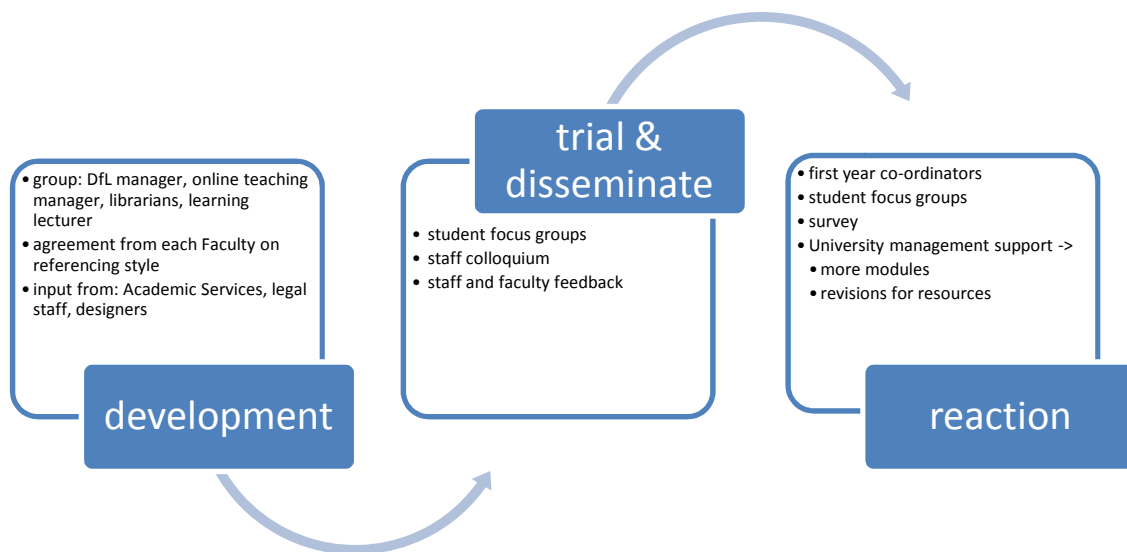 • group: DfL manager, online teaching
manager, librarians, learning
lecturer
• agreement from each Faculty on
referencing style
• input from: Academic Services, legal
staff, designers
development
trial &
disseminate
• student focus groups
• staff colloquium
• staff and faculty feedback
• first year co-ordinators
• student focus groups
• survey
• University management support ->
• more modules
• revisions for resources
reaction